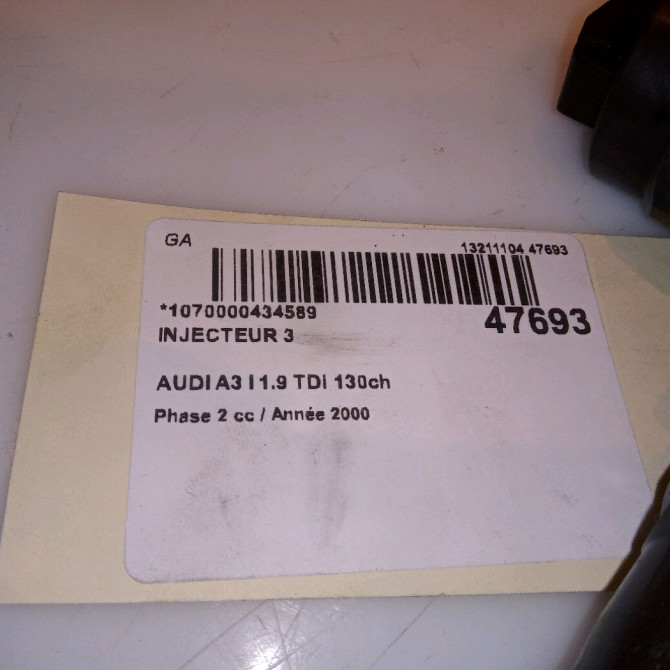 GA
13211104 47693
*1070000434589
47693
INJECTEUR 3
AUDI A3 I 1.9 TDi 130ch
Phase 2 cc / Année 2000